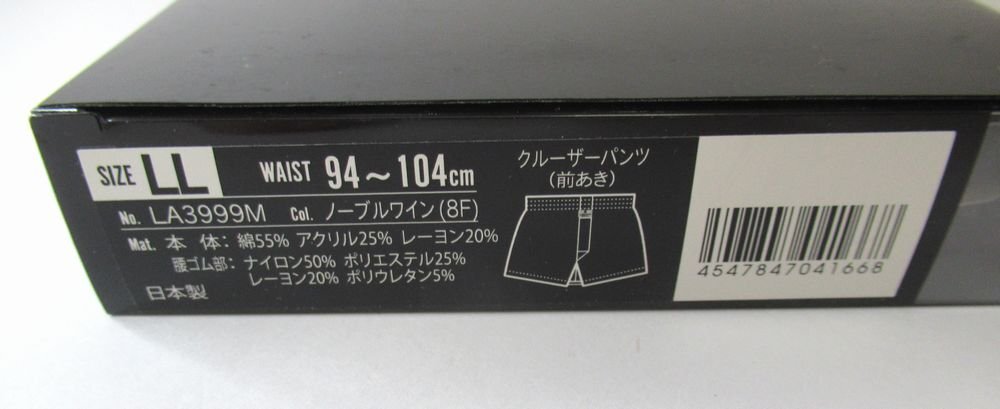 SIZE LL WAIST 94～104cm
No. LA3999M Col. ノーブルワイン(8F)
Mat. 本 体: 綿55% アクリル25% レーヨン20%
腰ゴム部: ナイロン50% ポリエステル25%
レーヨン20% ポリウレタン5%
日本製
クルーザーパンツ
(前あき)
4547847041668